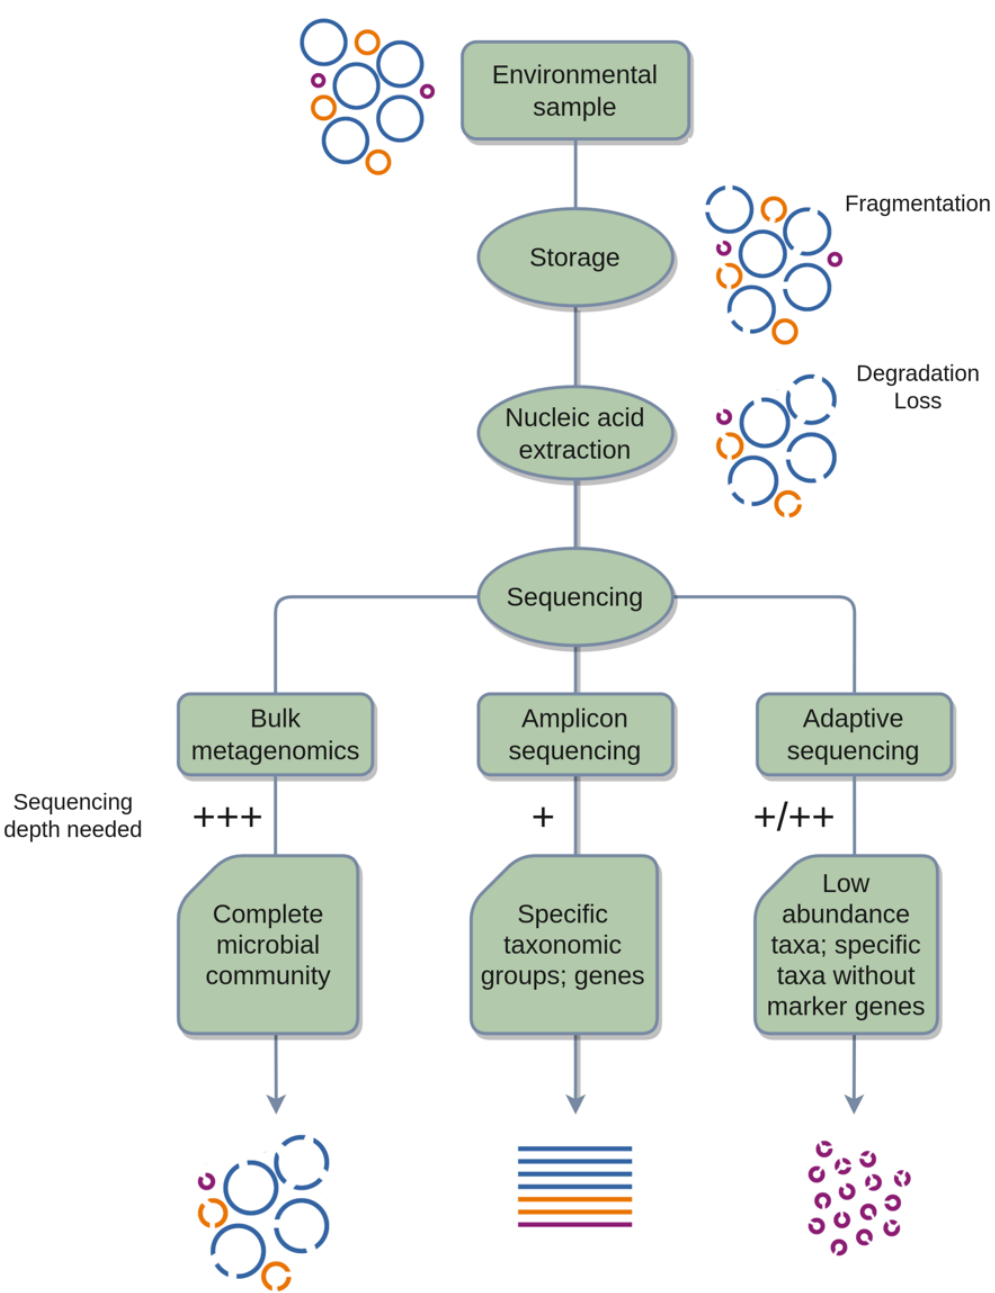 Environmental
sample
Fragmentation
Storage
Degradation
Loss
Nucleic acid
extraction
Sequencing
Bulk
metagenomics
Amplicon
sequencing
Adaptive
sequencing
Sequencing
depth needed
+++
+
+/++
Complete
microbial
community
Specific
taxonomic
groups; genes
Low
abundance
taxa; specific
taxa without
marker genes